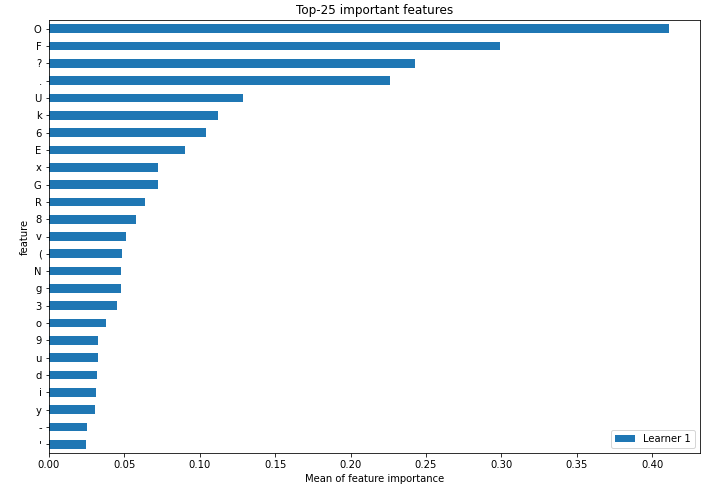 Top-25 important features
O
F
?
.
U
k
6
E
x
G
R
8
v
(
N
g
3
o
9
u
d
i
y
-
'
feature
Learner 1
0.00 0.05 0.10 0.15 0.20 0.25 0.30 0.35 0.40
Mean of feature importance